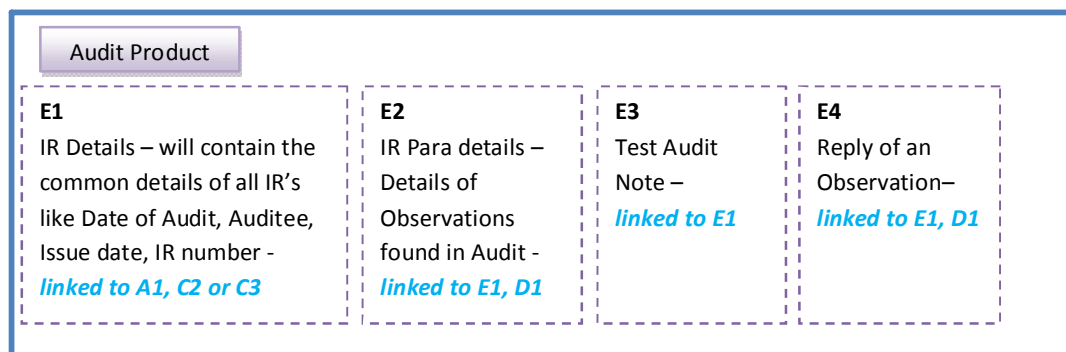 Audit Product
E1
IR Details – will contain the
common details of all IR's
like Date of Audit, Auditee,
Issue date, IR number -
linked to A1, C2 or C3
E2
IR Para details –
Details of
Observations
found in Audit -
linked to E1, D1
E3
Test Audit
Note –
linked to E1
E4
Reply of an
Observation–
linked to E1, D1